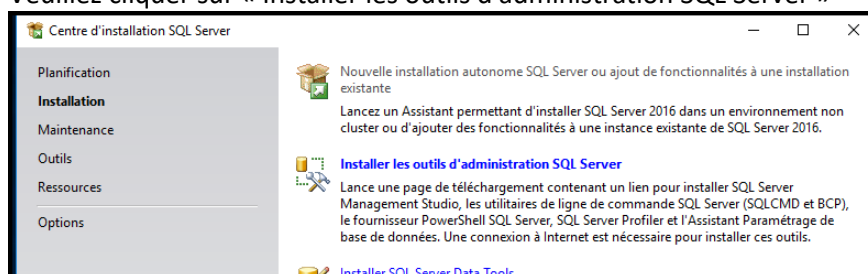 Veuillez cliquer sur « Installer les outils d'administration SQL Server »
Centre d'installation SQL Server
Planification
Installation
Maintenance
Outils
Ressources
Options
Nouvelle installation autonome SQL Server ou ajout de fonctionnalités à une installation
existante
Lancez un Assistant permettant d'installer SQL Server 2016 dans un environnement non
cluster ou d'ajouter des fonctionnalités à une instance existante de SQL Server 2016.
Installer les outils d'administration SQL Server
Lance une page de téléchargement contenant un lien pour installer SQL Server
Management Studio, les utilitaires de ligne de commande SQL Server (SQLCMD et BCP),
le fournisseur PowerShell SQL Server, SQL Server Profiler et l'Assistant Paramétrage de
base de données. Une connexion à Internet est nécessaire pour installer ces outils.
Installer SQL Server Data Tools